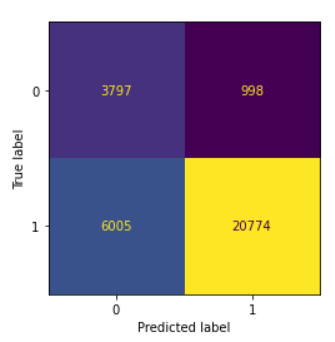 0 3797 998
True label
1 6005 20774
0 1
Predicted label